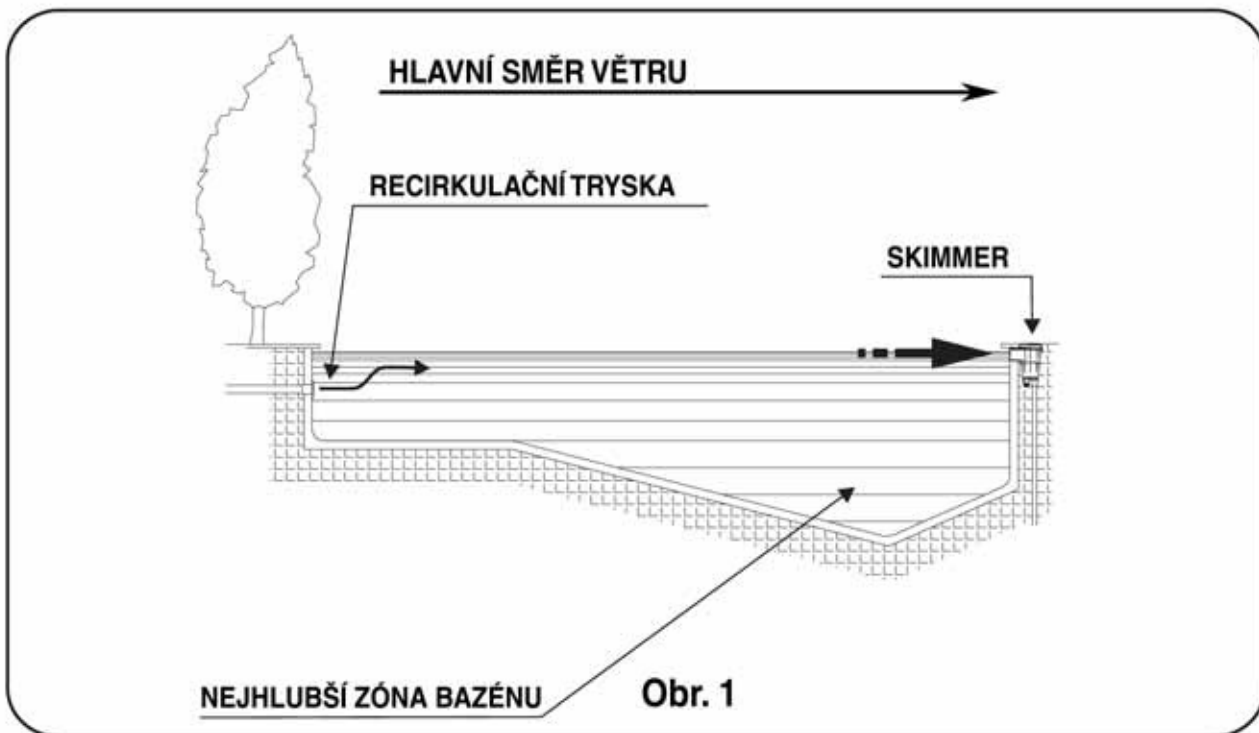 HLAVNÍ SMĚR VĚTRU
RECIRKULAČNÍ TRYSKA
SKIMMER
NEJHLUBŠÍ ZÓNA BAZÉNU
Obr. 1